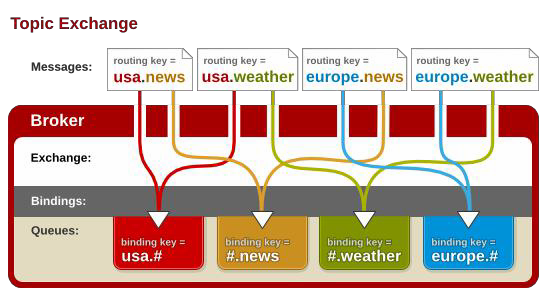 Topic Exchange
Messages:
routing key =
usa.news
routing key =
usa.weather
routing key =
europe.news
routing key =
europe.weather
Broker
Exchange:
Bindings:
Queues:
binding key =
usa.#
binding key =
#.news
binding key =
#.weather
binding key =
europe.#